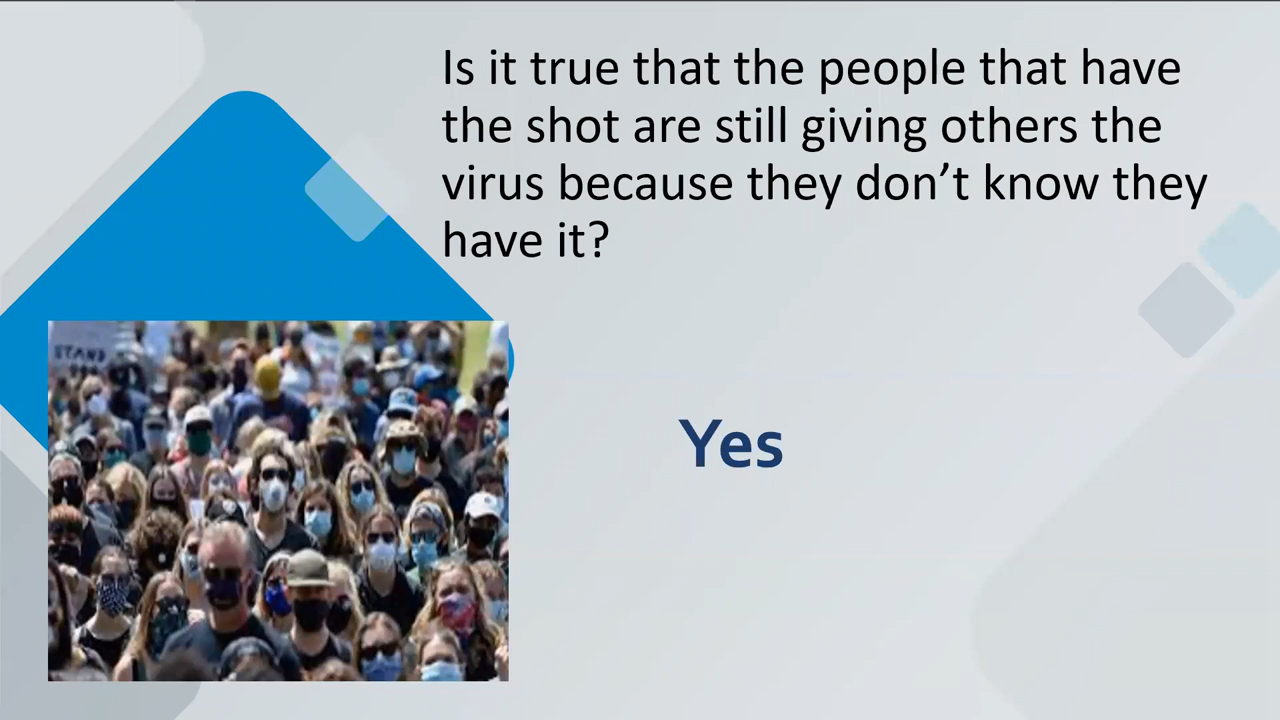 Is it true that the people that have
the shot are still giving others the
virus because they don’t know they
have it?
STAND
Yes